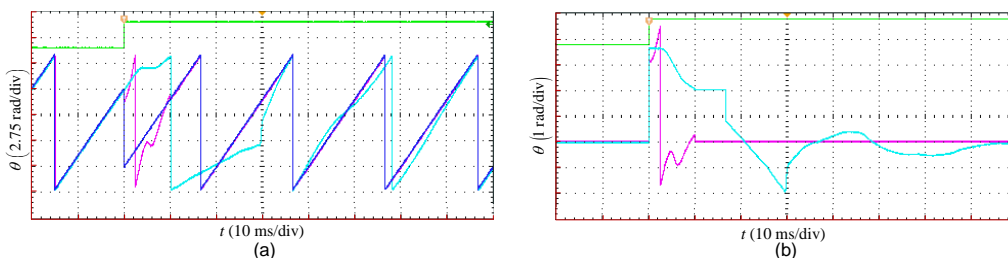 θ (2.75 rad/div)
t (10 ms/div)
(a)
θ (1 rad/div)
t (10 ms/div)
(b)